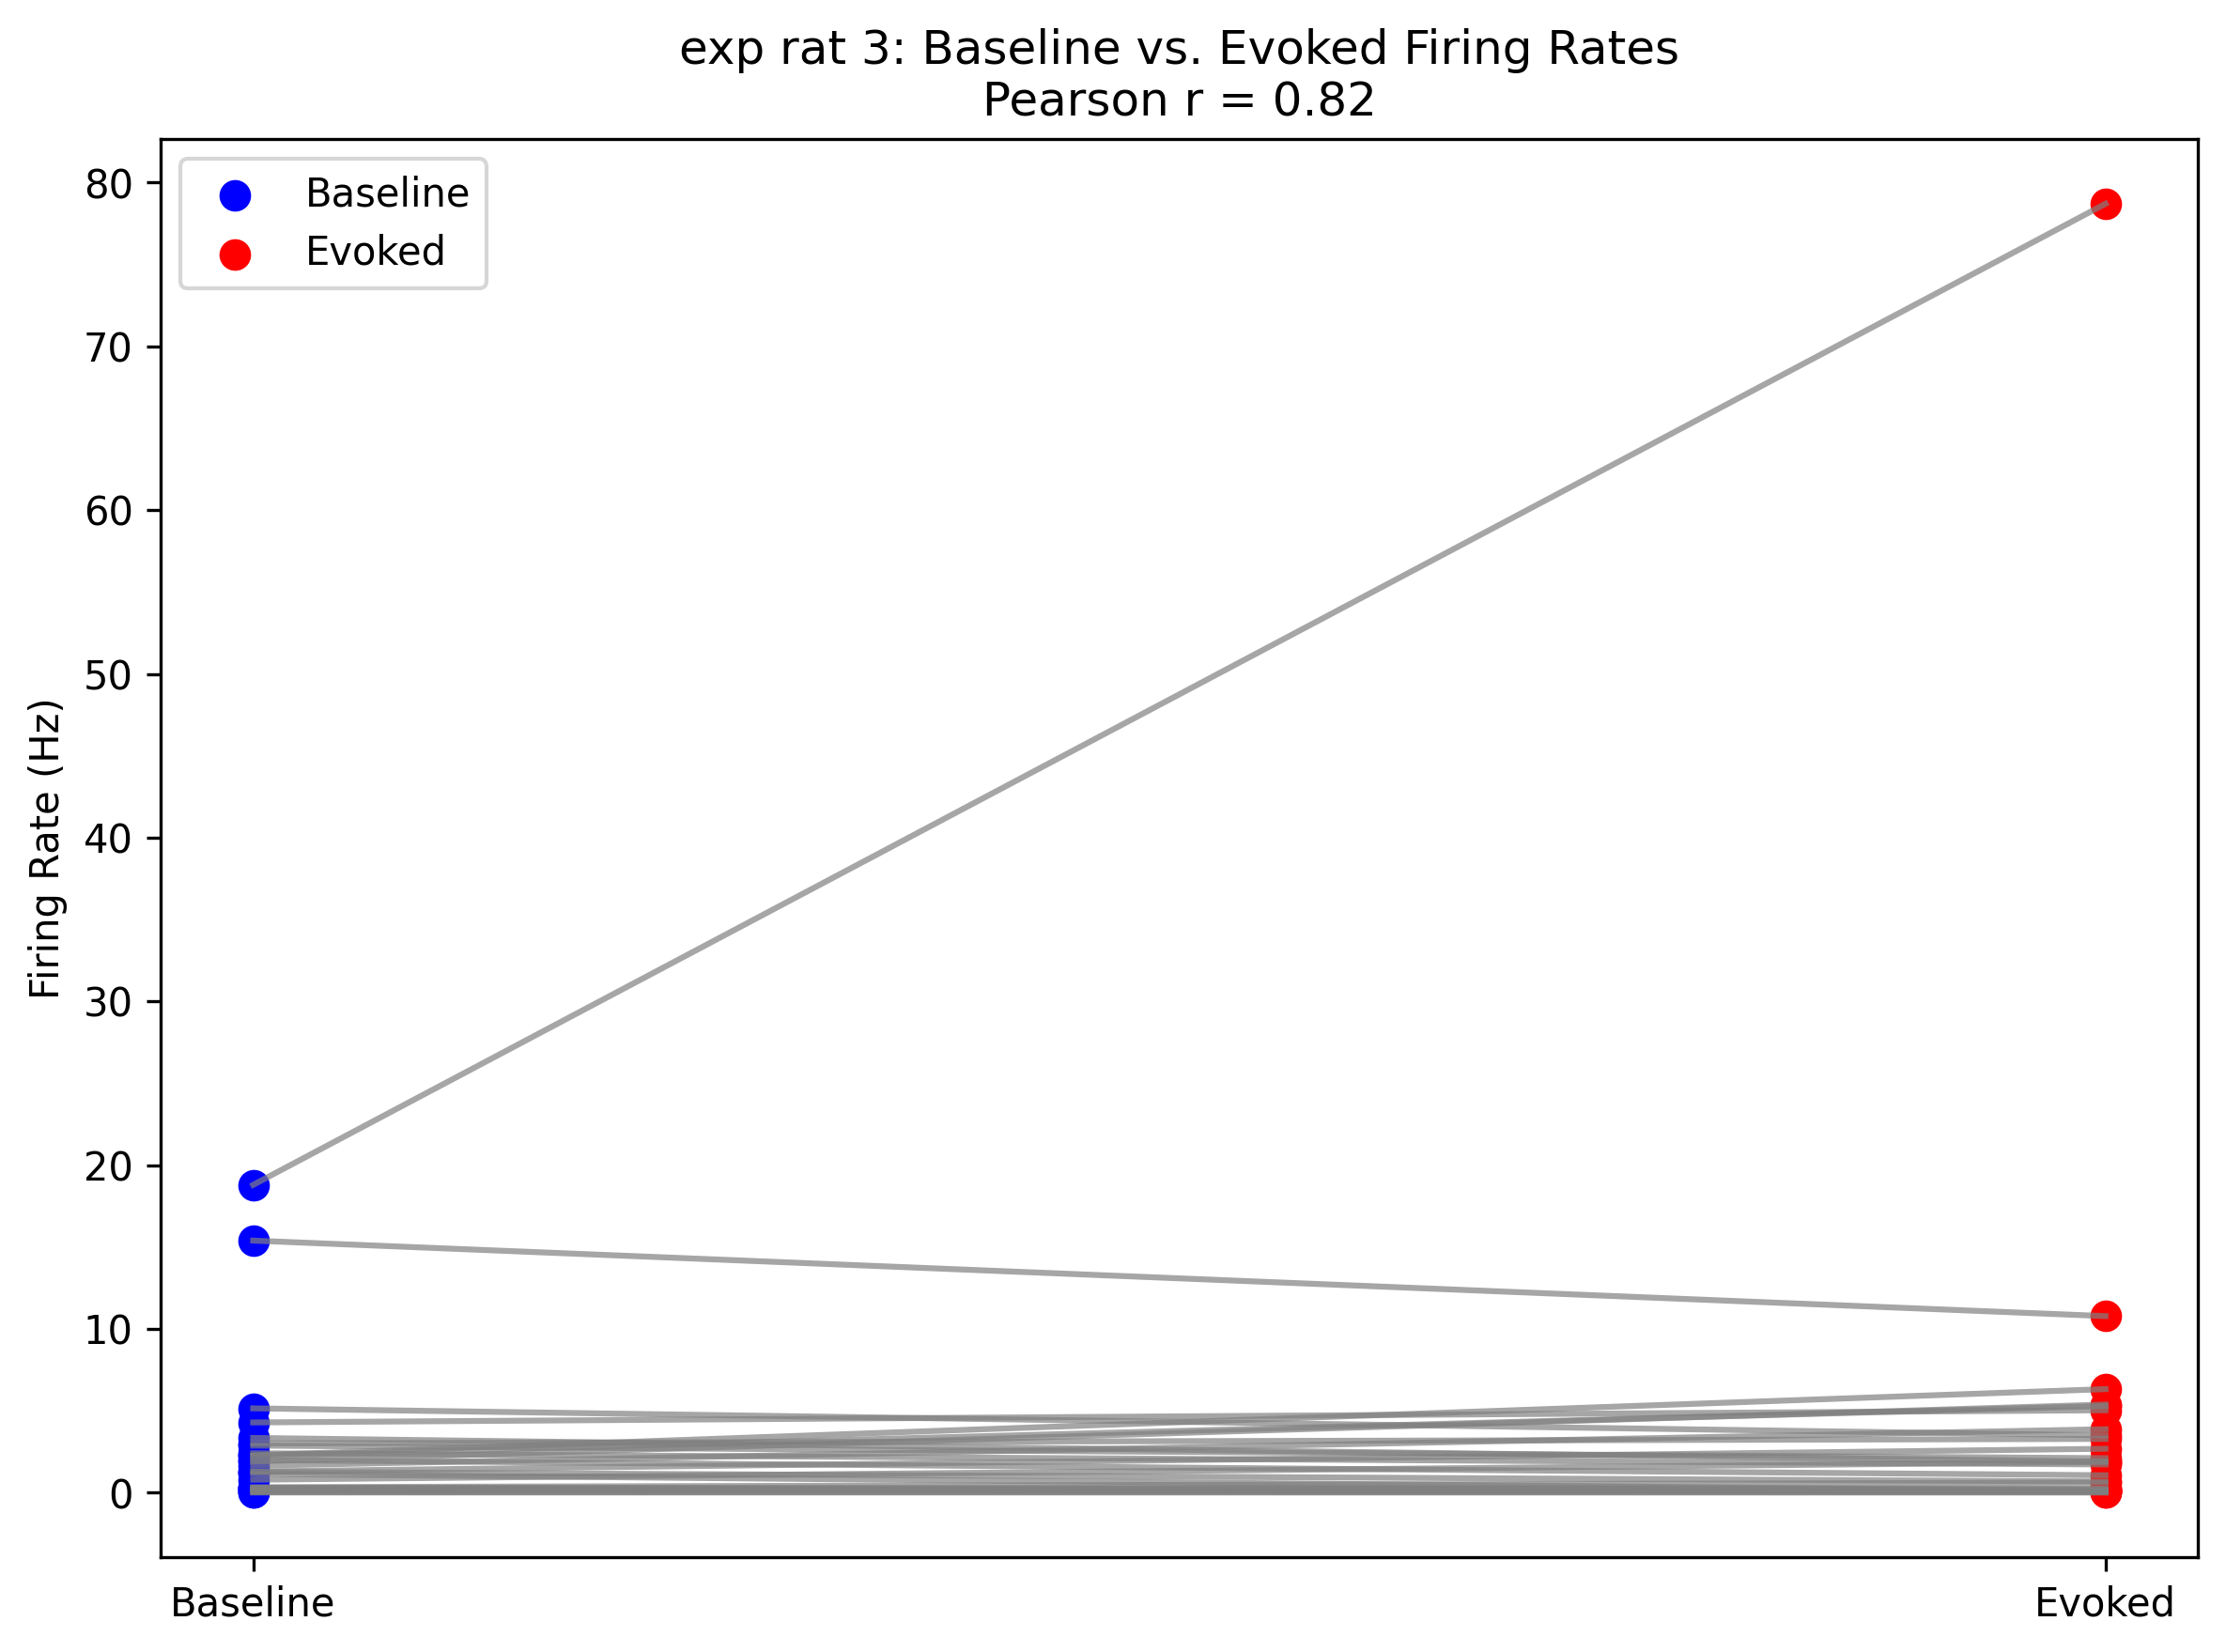 exp rat 3: Baseline vs. Evoked Firing Rates
Pearson r = 0.82
Baseline
Evoked
Firing Rate (Hz)
80
70
60
50
40
30
20
10
0
Baseline
Evoked